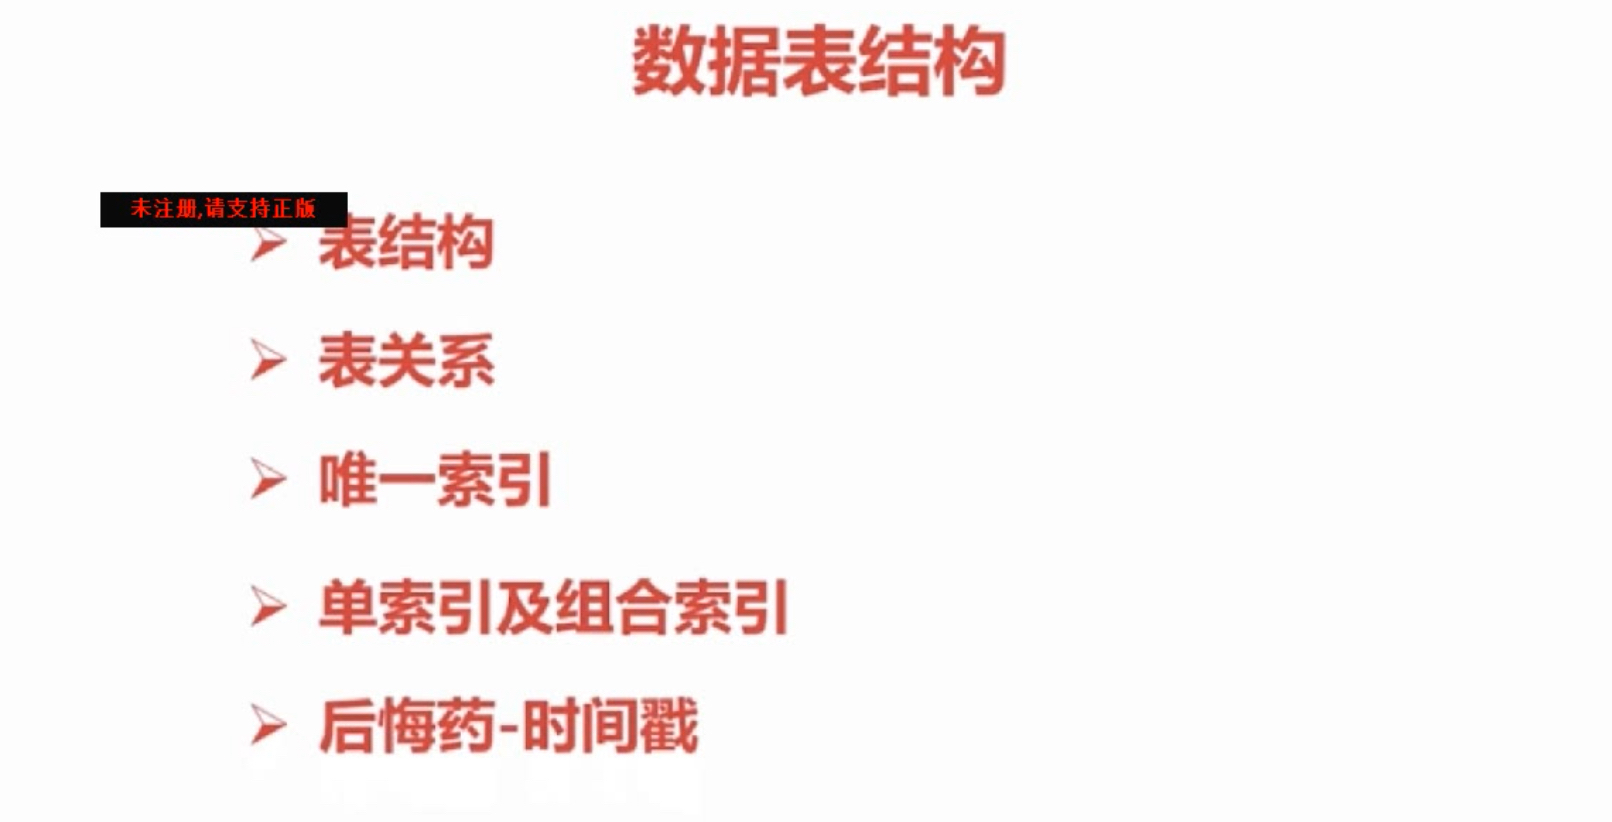 数据表结构
未注册,请支持正版
表结构
表关系
唯一索引
单索引及组合索引
后悔药-时间戳